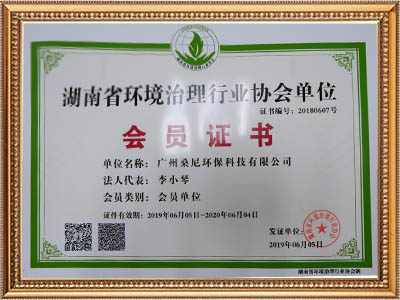 湖南省环境治理行业协会单位
证书编号：20180607号
会员证书
单位名称：广州桑尼环保科技有限公司
法人代表：李小琴
会员类别：会员单位
证件有效期：2019年06月05日-2020年06月04日
发证单位：
2019年06月05日
湖南省环境治理行业协会制